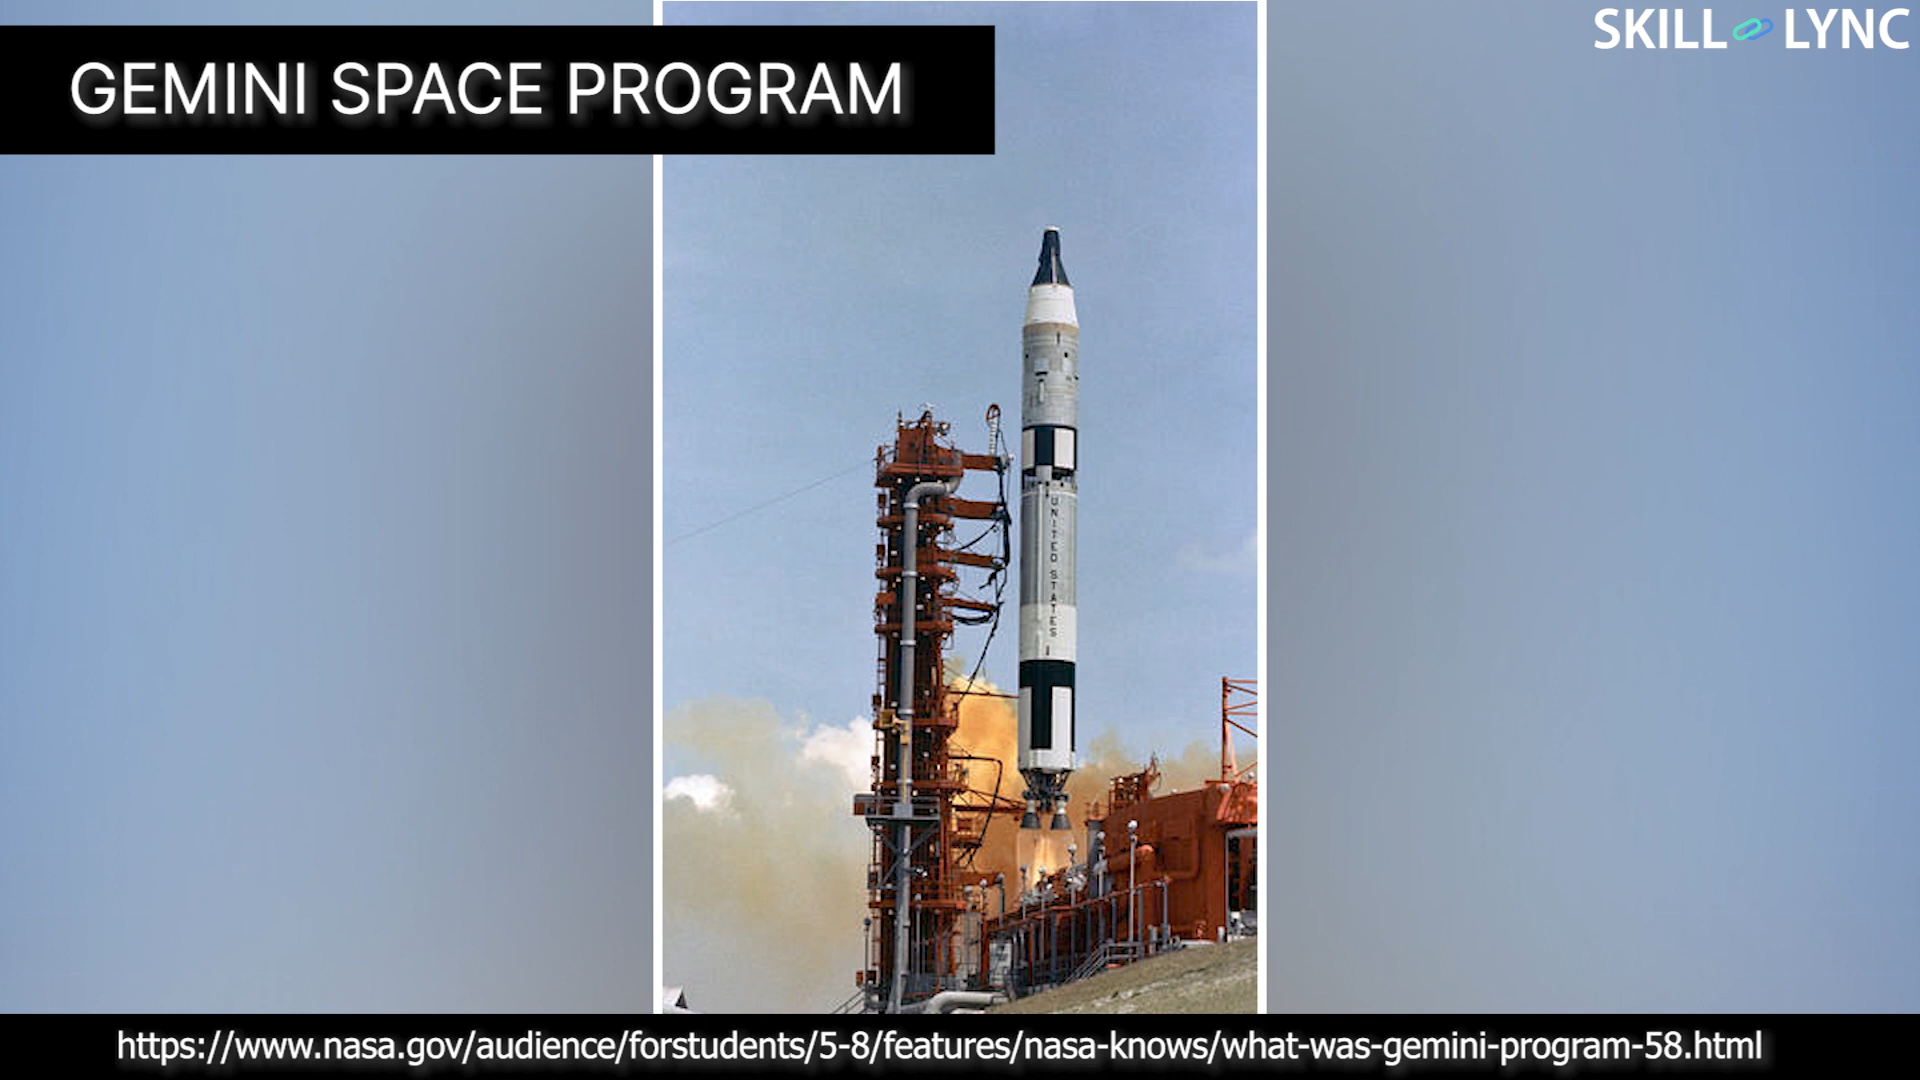 SKILL LYNC
GEMINI SPACE PROGRAM
UNITED STATES
https://www.nasa.gov/audience/forstudents/5-8/features/nasa-knows/what-was-gemini-program-58.html